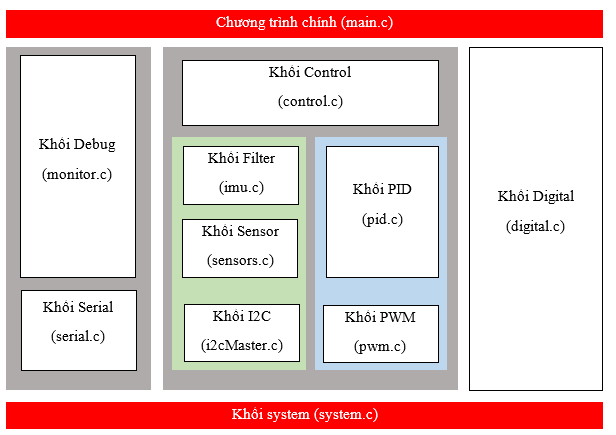 Chương trình chính (main.c)
Khối Debug
(monitor.c)
Khối Serial
(serial.c)
Khối Control
(control.c)
Khối Filter
(imu.c)
Khối Sensor
(sensors.c)
Khối I2C
(i2cMaster.c)
Khối PID
(pid.c)
Khối PWM
(pwm.c)
Khối Digital
(digital.c)
Khối system (system.c)